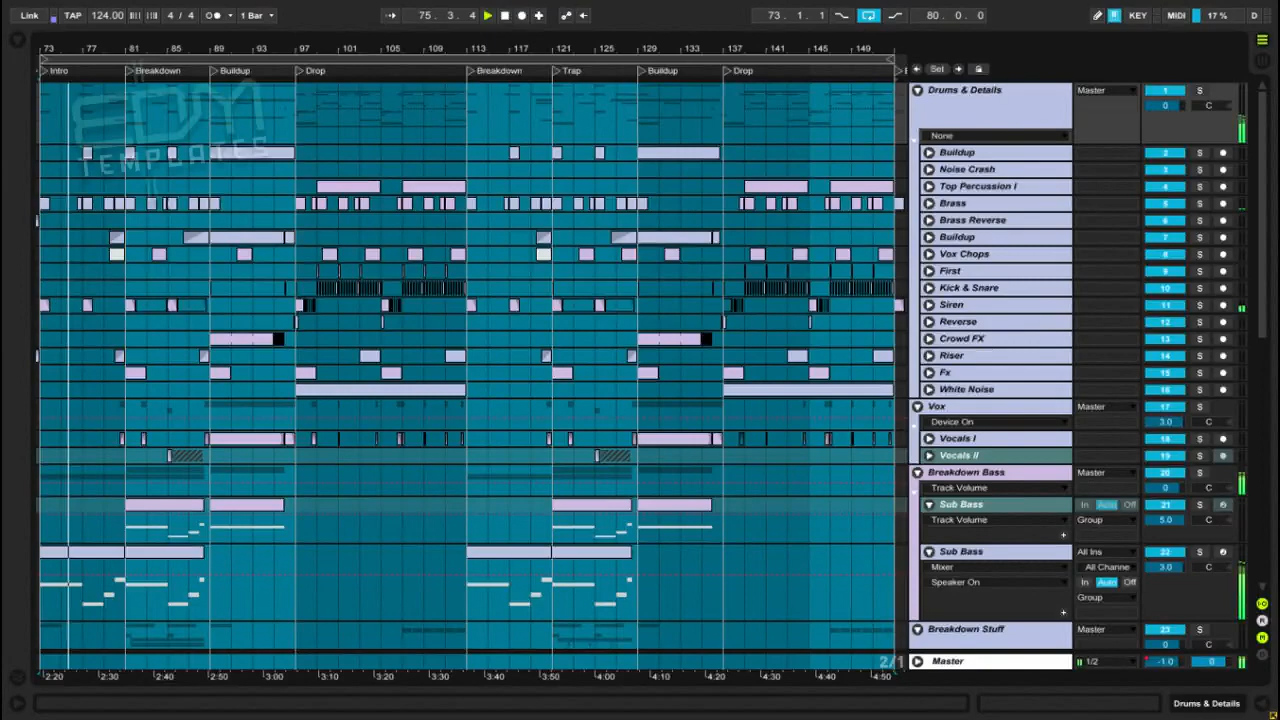 Link TAP 124.00 4 / 4 1 Bar 75. 3. 4 73. 1. 1 80. 0. 0 KEY MIDI 17 % D
73 77 81 85 89 93 97 101 105 109 113 117 121 125 129 133 137 141 145 149
Intro Breakdown Buildup Drop Breakdown Trap Buildup Drop Sel
EDM
TEMPLATES
Drums & Details Master 1 S
0 C
None
Buildup 2 S
Noise Crash 3 S
Top Percussion I 4 S
Brass 5 S
Brass Reverse 6 S
Buildup 7 S
Vox Chops 8 S
First 9 S
Kick & Snare 10 S
Siren 11 S
Reverse 12 S
Crowd FX 13 S
Riser 14 S
Fx 15 S
White Noise 16 S
Vox Master 17 S
Device On 3.0
Vocals I 18 S
Vocals II 19 S
Breakdown Bass Master 20 S
Track Volume 0 C
Sub Bass In Auto Off 21 S
Track Volume Group 5.0 C
Sub Bass All Ins 22 S
Mixer All Channe 3.0 C
Speaker On In Auto Off
Group
Breakdown Stuff Master 23 S
0 C
2/1 Master 1/2 -1.0 0
2:20 2:30 2:40 2:50 3:00 3:10 3:20 3:30 3:40 3:50 4:00 4:10 4:20 4:30 4:40 4:50
Drums & Details